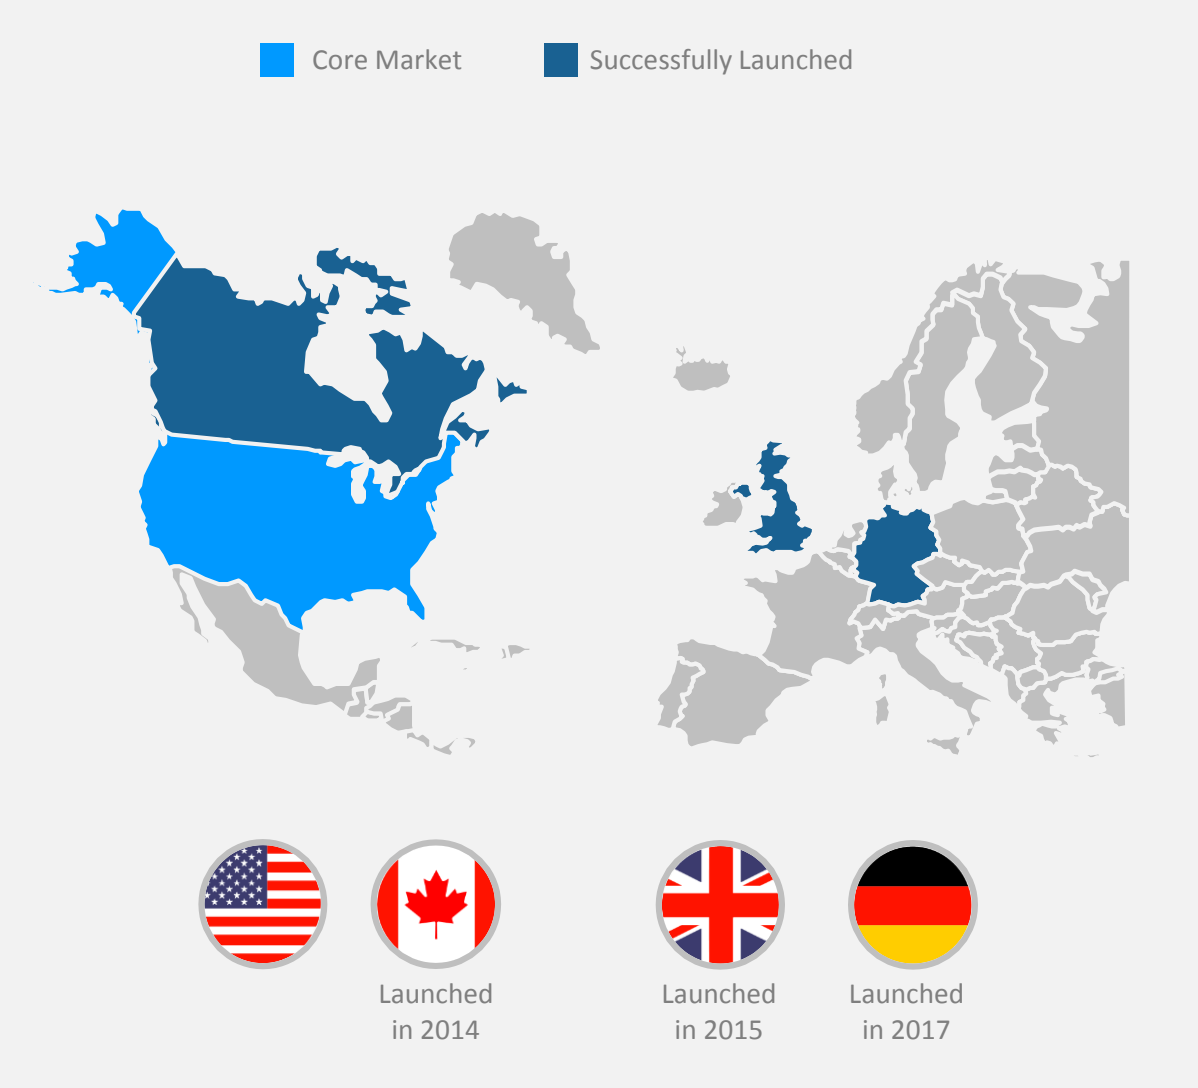 Core Market
Successfully Launched
Launched
in 2014
Launched
in 2015
Launched
in 2017